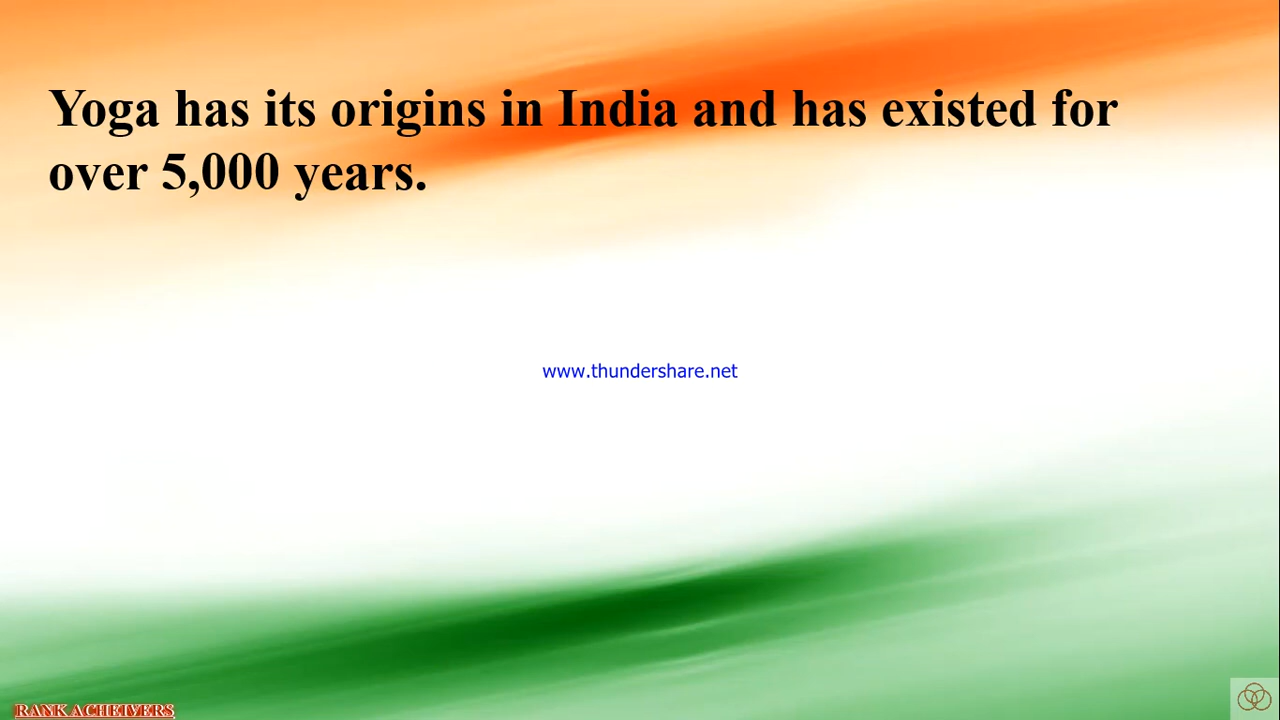 Yoga has its origins in India and has existed for
over 5,000 years.
www.thundershare.net
RANK ACHEIVERS